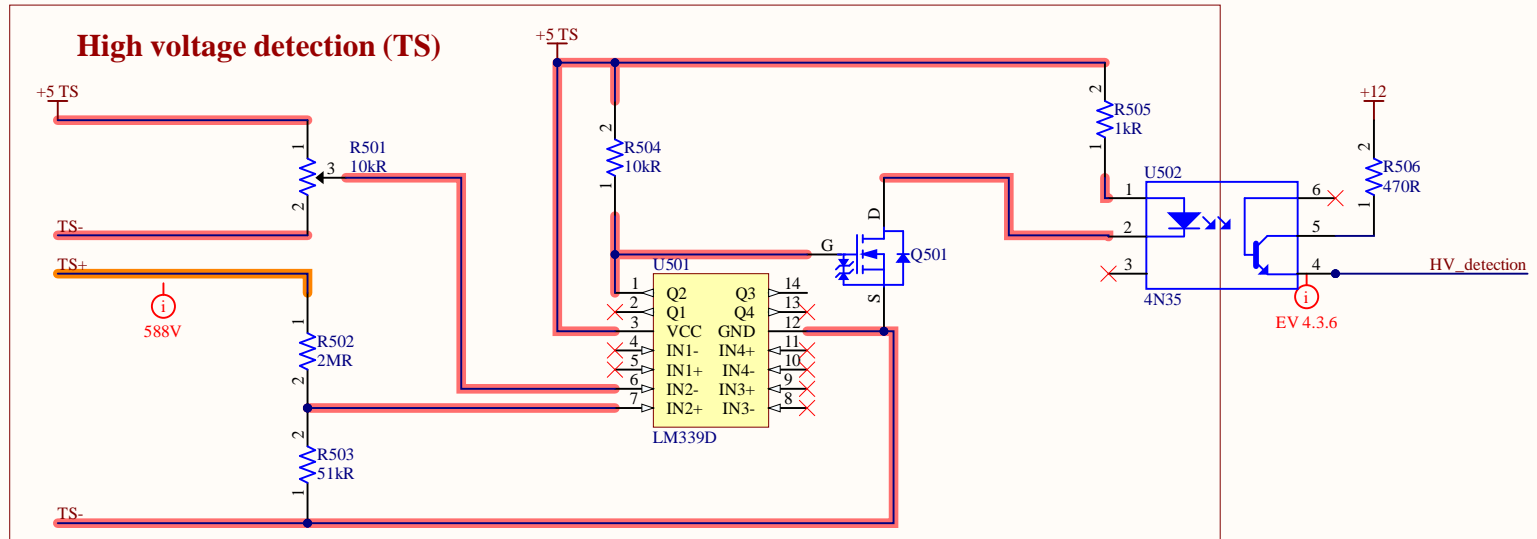 High voltage detection (TS)
+5 TS
+5 TS
+12
1
R501
10kR
3
2
TS-
TS+
588V
1
R502
2MR
2
2
R503
51kR
1
TS-
2
R504
10kR
1
2
R505
1kR
1
D
G
Q501
S
U501
1 Q2 Q3 14
2 Q1 Q4 13
3 VCC GND 12
4 IN1- IN4+ 11
5 IN1+ IN4- 10
6 IN2- IN3+ 9
7 IN2+ IN3- 8
LM339D
U502
1
2
3
6
5
4
4N35
2
R506
470R
1
HV_detection
i
EV 4.3.6
i